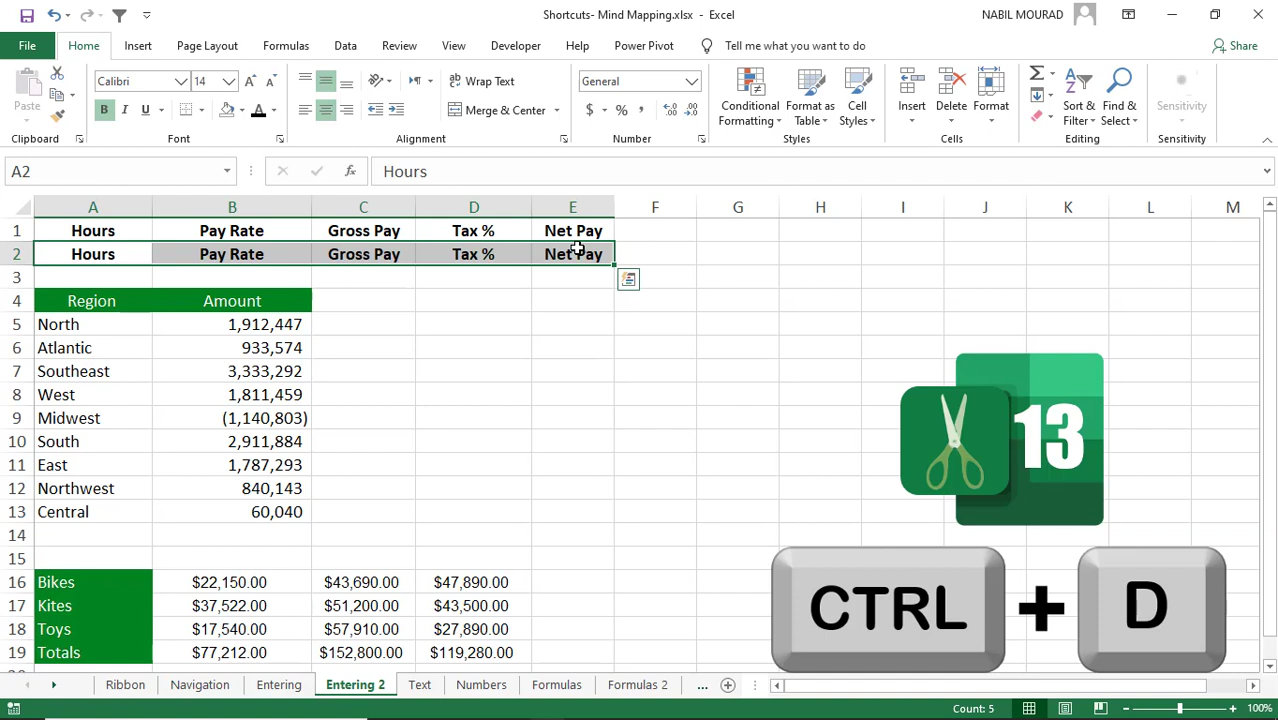 Shortcuts- Mind Mapping.xlsx - Excel
NABIL MOURAD
File Home Insert Page Layout Formulas Data Review View Developer Help Power Pivot Tell me what you want to do Share
Paste
Calibri 14
B I U
Wrap Text
Merge & Center
General
$ % ,
Conditional Formatting
Format as Table
Cell Styles
Insert
Delete
Format
Sort & Filter
Find & Select
Sensitivity
Clipboard Font Alignment Number Styles Cells Editing Sensitivity
A2 fx Hours
A B C D E F G H I J K L M
1 Hours Pay Rate Gross Pay Tax % Net Pay
2 Hours Pay Rate Gross Pay Tax % Net Pay
3
4 Region Amount
5 North 1,912,447
6 Atlantic 933,574
7 Southeast 3,333,292
8 West 1,811,459
9 Midwest (1,140,803)
10 South 2,911,884
11 East 1,787,293
12 Northwest 840,143
13 Central 60,040
14
15
16 Bikes $22,150.00 $43,690.00 $47,890.00
17 Kites $37,522.00 $51,200.00 $43,500.00
18 Toys $17,540.00 $57,910.00 $27,890.00
19 Totals $77,212.00 $152,800.00 $119,280.00
13
CTRL + D
Ribbon Navigation Entering Entering 2 Text Numbers Formulas Formulas 2 ...
Count: 5 100%